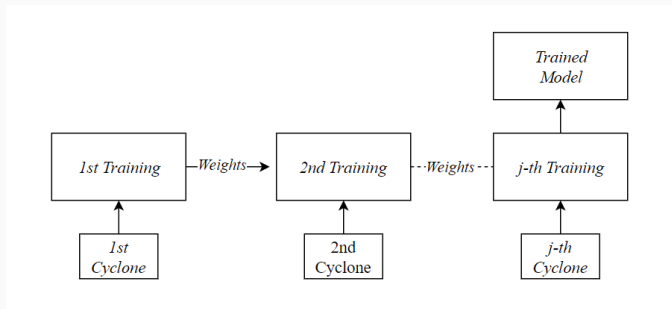 Trained
Model
1st Training
Weights
2nd Training
Weights
j-th Training
1st
Cyclone
2nd
Cyclone
j-th
Cyclone